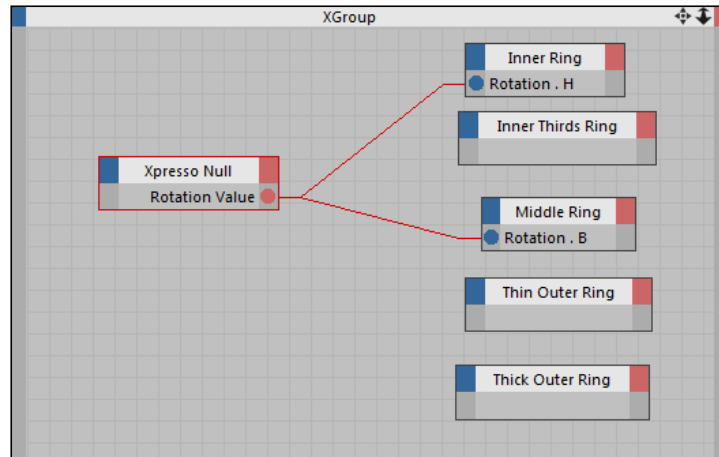 XGroup
Inner Ring
Rotation . H
Inner Thirds Ring
Xpresso Null
Rotation Value
Middle Ring
Rotation . B
Thin Outer Ring
Thick Outer Ring